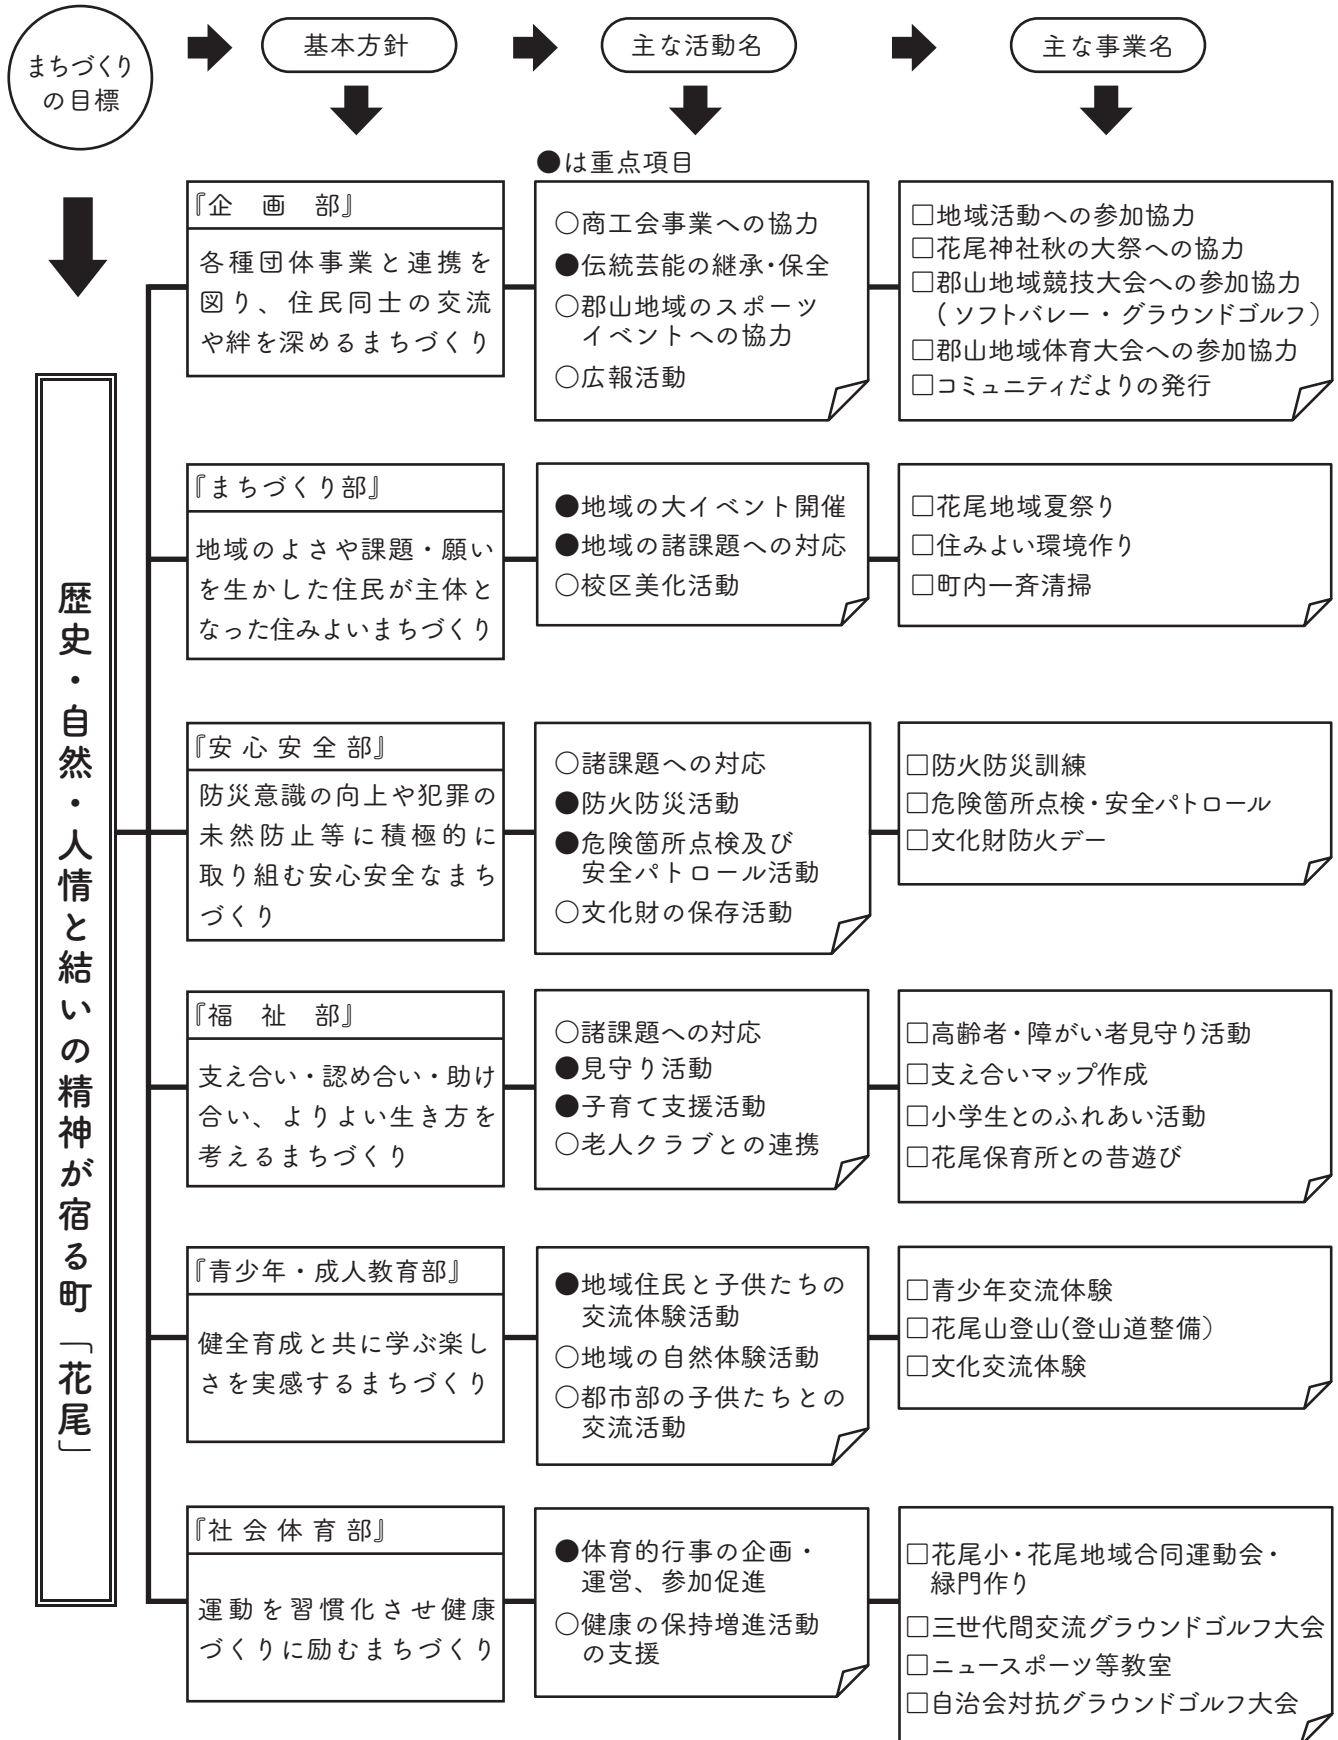 まちづくり
の目標
基本方針
主な活動名
主な事業名
●は重点項目
歴史・自然・人情と結いの精神が宿る町「花尾」
『企 画 部』
各種団体事業と連携を
図り、住民同士の交流
や絆を深めるまちづくり
○商工会事業への協力
●伝統芸能の継承・保全
○郡山地域のスポーツ
イベントへの協力
○広報活動
□地域活動への参加協力
□花尾神社秋の大祭への協力
□郡山地域競技大会への参加協力
(ソフトバレー・グラウンドゴルフ)
□郡山地域体育大会への参加協力
□コミュニティだよりの発行
『まちづくり部』
地域のよさや課題・願い
を生かした住民が主体と
なった住みよいまちづくり
●地域の大イベント開催
●地域の諸課題への対応
○校区美化活動
□花尾地域夏祭り
□住みよい環境作り
□町内一斉清掃
『安心安全部』
防災意識の向上や犯罪の
未然防止等に積極的に
取り組む安心安全なまち
づくり
○諸課題への対応
●防火防災活動
●危険箇所点検及び
安全パトロール活動
○文化財の保存活動
□防火防災訓練
□危険箇所点検・安全パトロール
□文化財防火デー
『福 祉 部』
支え合い・認め合い・助け
合い、よりよい生き方を
考えるまちづくり
○諸課題への対応
●見守り活動
●子育て支援活動
○老人クラブとの連携
□高齢者・障がい者見守り活動
□支え合いマップ作成
□小学生とのふれあい活動
□花尾保育所との昔遊び
『青少年・成人教育部』
健全育成と共に学ぶ楽し
さを実感するまちづくり
●地域住民と子供たちの
交流体験活動
○地域の自然体験活動
○都市部の子供たちとの
交流活動
□青少年交流体験
□花尾山登山(登山道整備)
□文化交流体験
『社会体育部』
運動を習慣化させ健康
づくりに励むまちづくり
●体育的行事の企画・
運営、参加促進
○健康の保持増進活動
の支援
□花尾小・花尾地域合同運動会・
緑門作り
□三世代間交流グラウンドゴルフ大会
□ニュースポーツ等教室
□自治会対抗グラウンドゴルフ大会